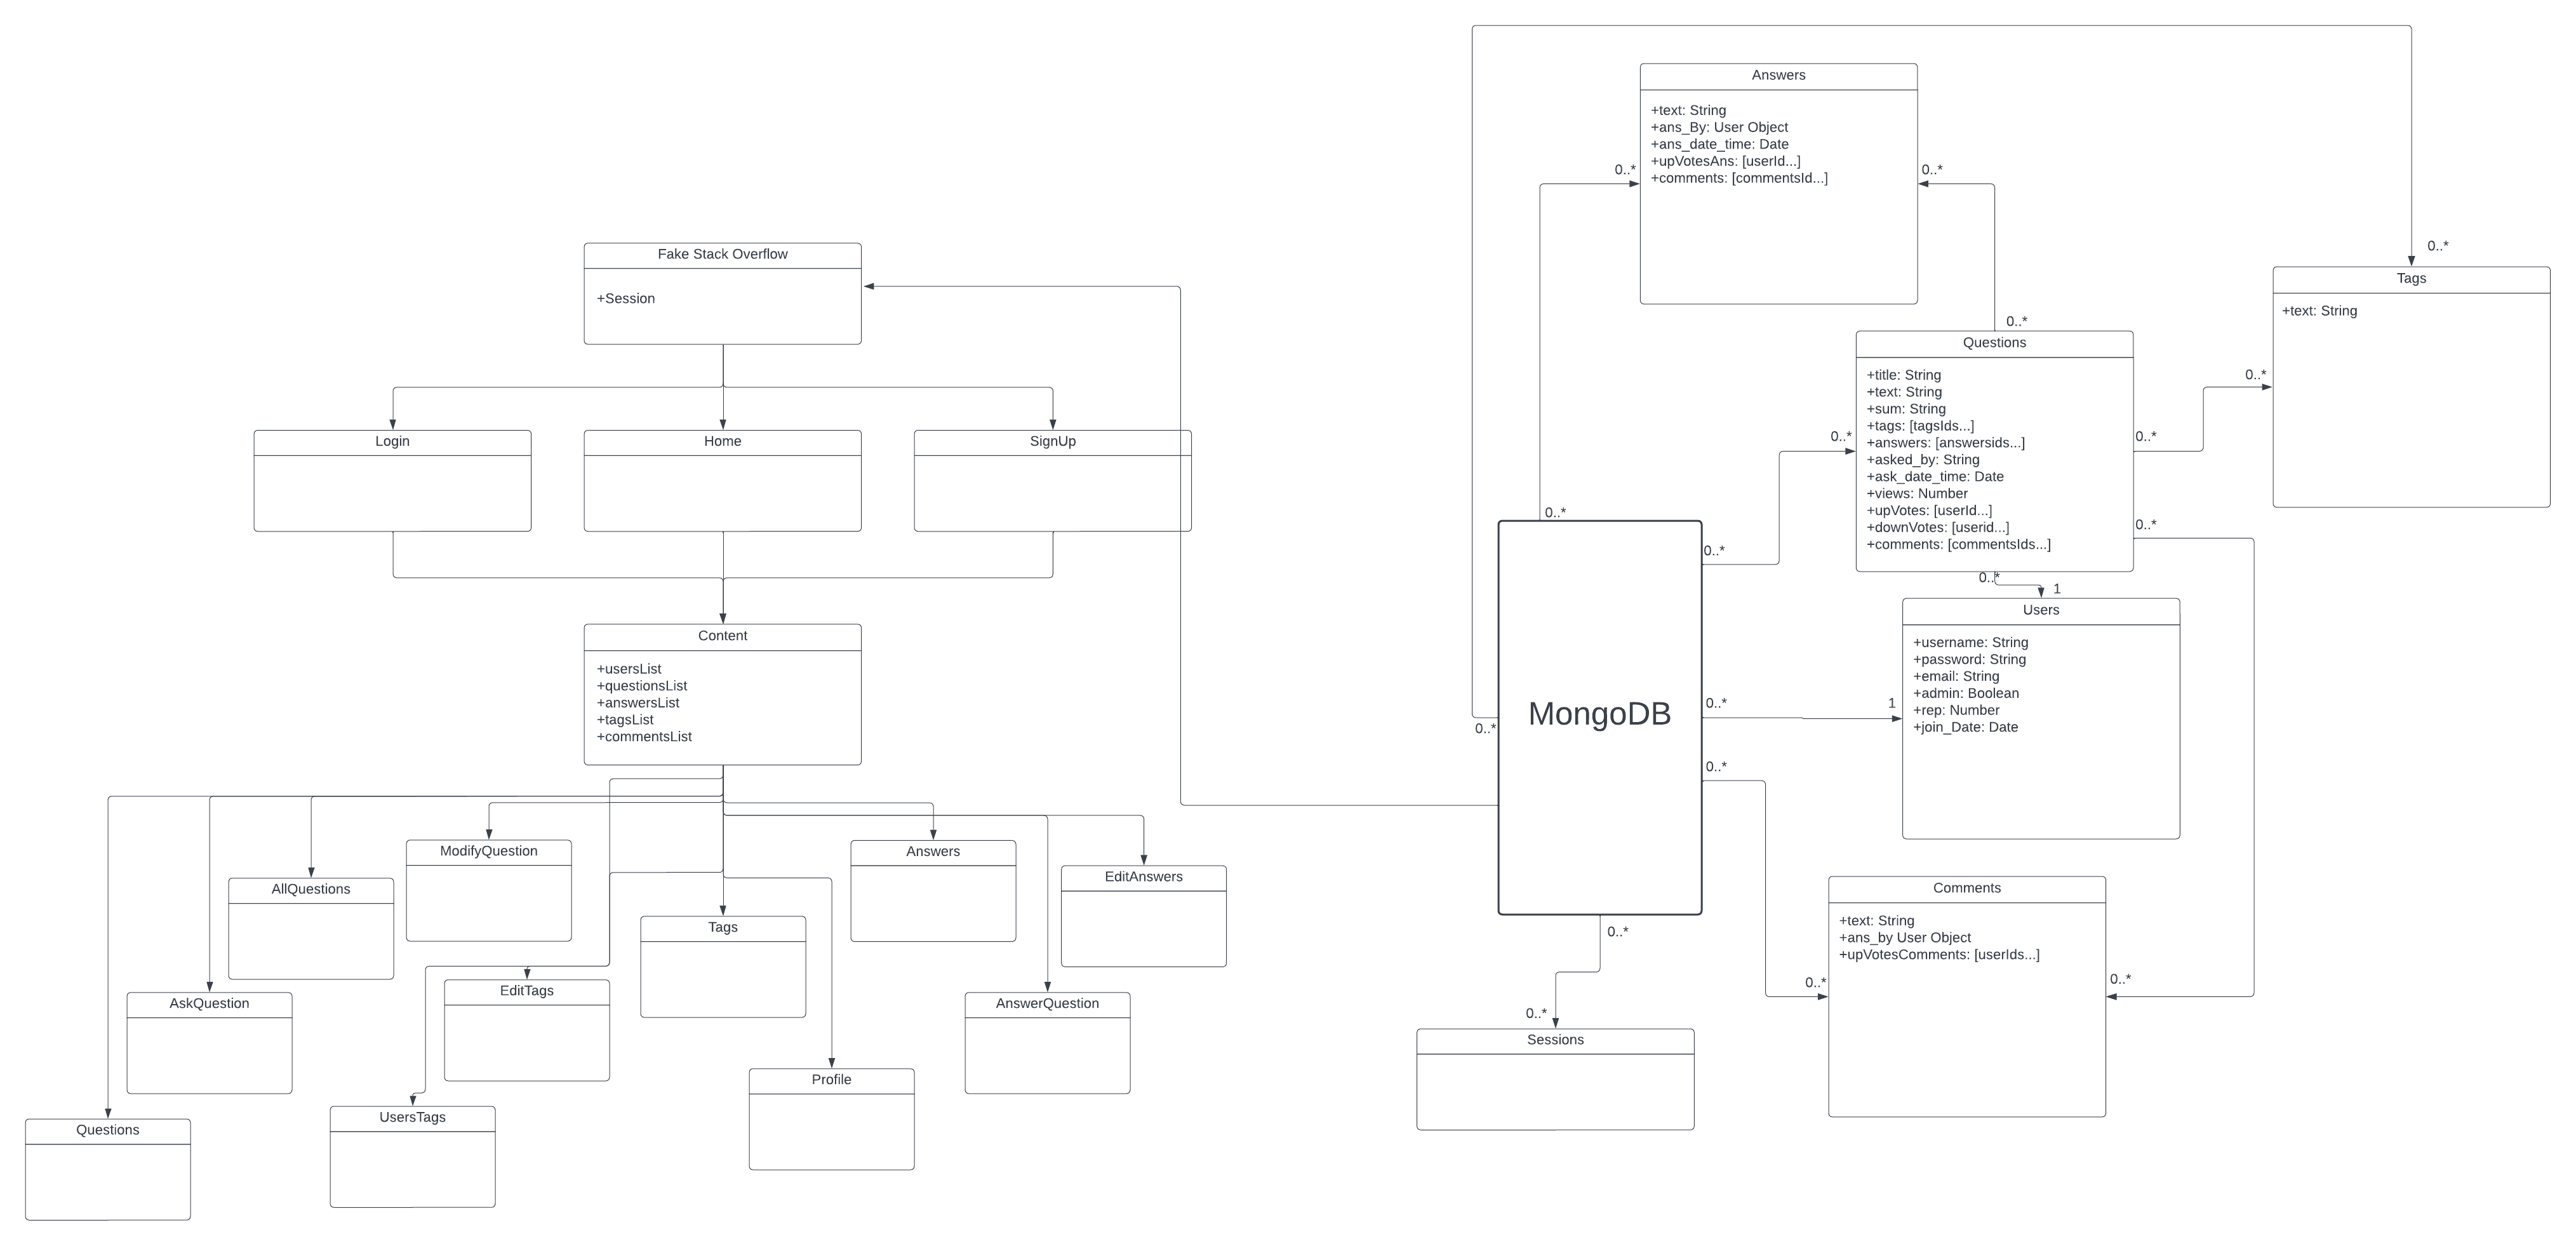 Fake Stack Overflow
+Session
Login
Home
SignUp
Content
+usersList
+questionsList
+answersList
+tagsList
+commentsList
ModifyQuestion
Answers
EditAnswers
AllQuestions
Tags
EditTags
AskQuestion
AnswerQuestion
Profile
UsersTags
Questions
MongoDB
0..*
0..*
0..*
0..*
0..*
0..*
Answers
+text: String
+ans_By: User Object
+ans_date_time: Date
+upVotesAns: [userId...]
+comments: [commentsId...]
0..*
0..*
0..*
Questions
+title: String
+text: String
+sum: String
+tags: [tagsIds...]
+answers: [answersids...]
+asked_by: String
+ask_date_time: Date
+views: Number
+upVotes: [userId...]
+downVotes: [userid...]
+comments: [commentsIds...]
0..*
0..*
0..*
0..*
Tags
+text: String
0..*
0..*
Users
+username: String
+password: String
+email: String
+admin: Boolean
+rep: Number
+join_Date: Date
1
1
Comments
+text: String
+ans_by User Object
+upVotesComments: [userIds...]
0..*
0..*
Sessions
0..*